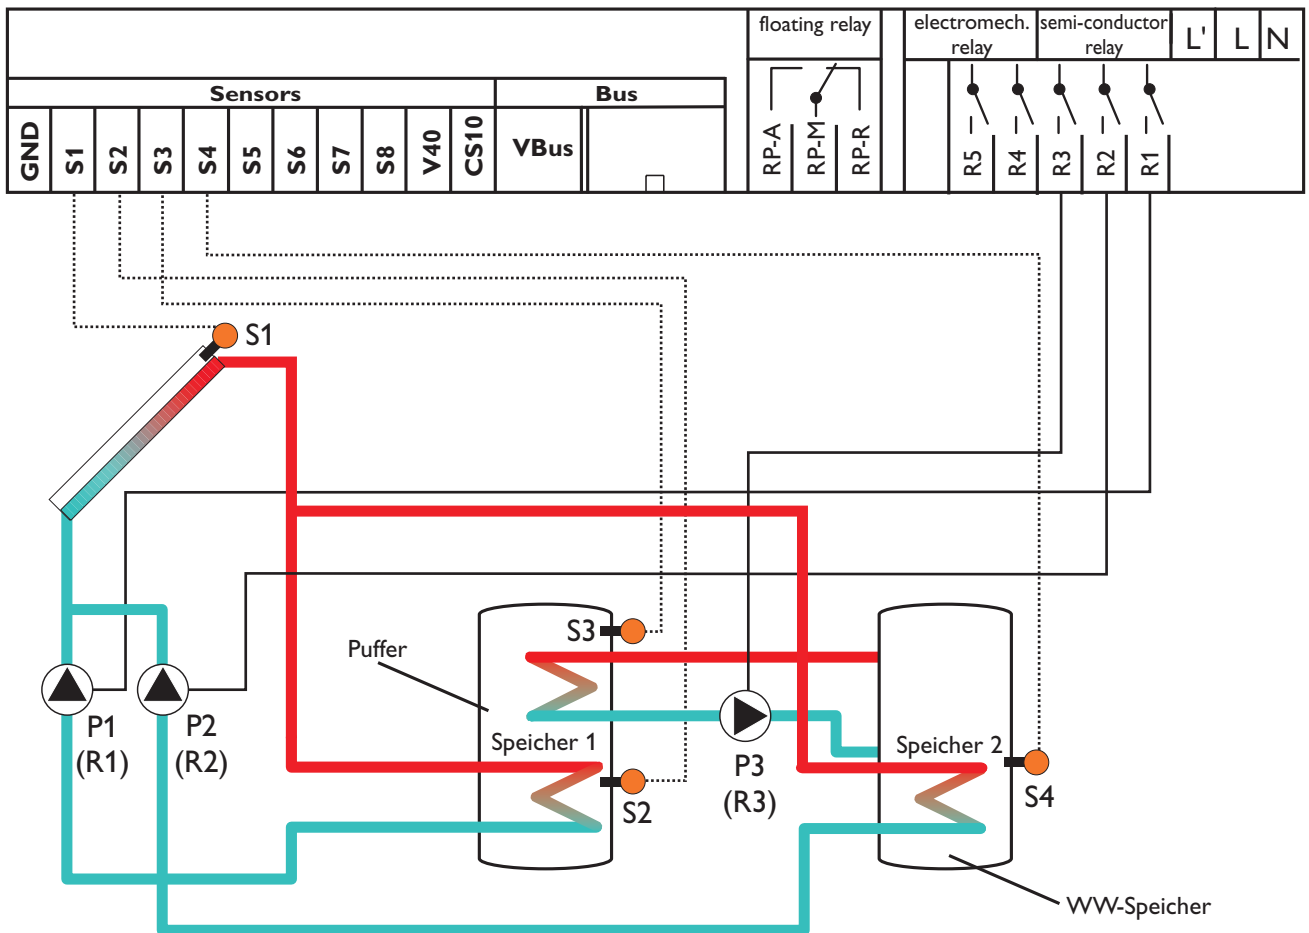 floating relay
electromech.
relay
semi-conductor
relay
L'
L
N
Sensors
Bus
GND
S1
S2
S3
S4
S5
S6
S7
S8
V40
CS10
VBus
RP-A
RP-M
RP-R
R5
R4
R3
R2
R1
S1
S3
Puffer
P1
(R1)
P2
(R2)
Speicher 1
P3
(R3)
Speicher 2
S2
S4
WW-Speicher